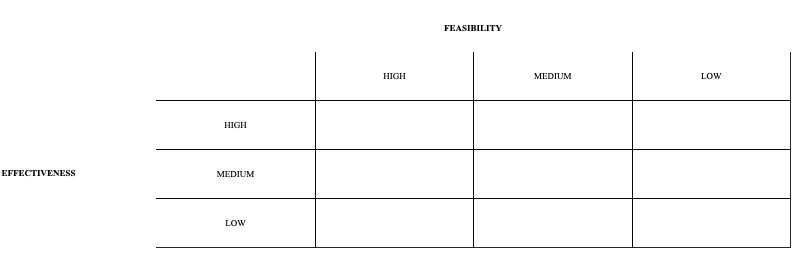 FEASIBILITY
HIGH MEDIUM LOW
HIGH
EFFECTIVENESS MEDIUM
LOW